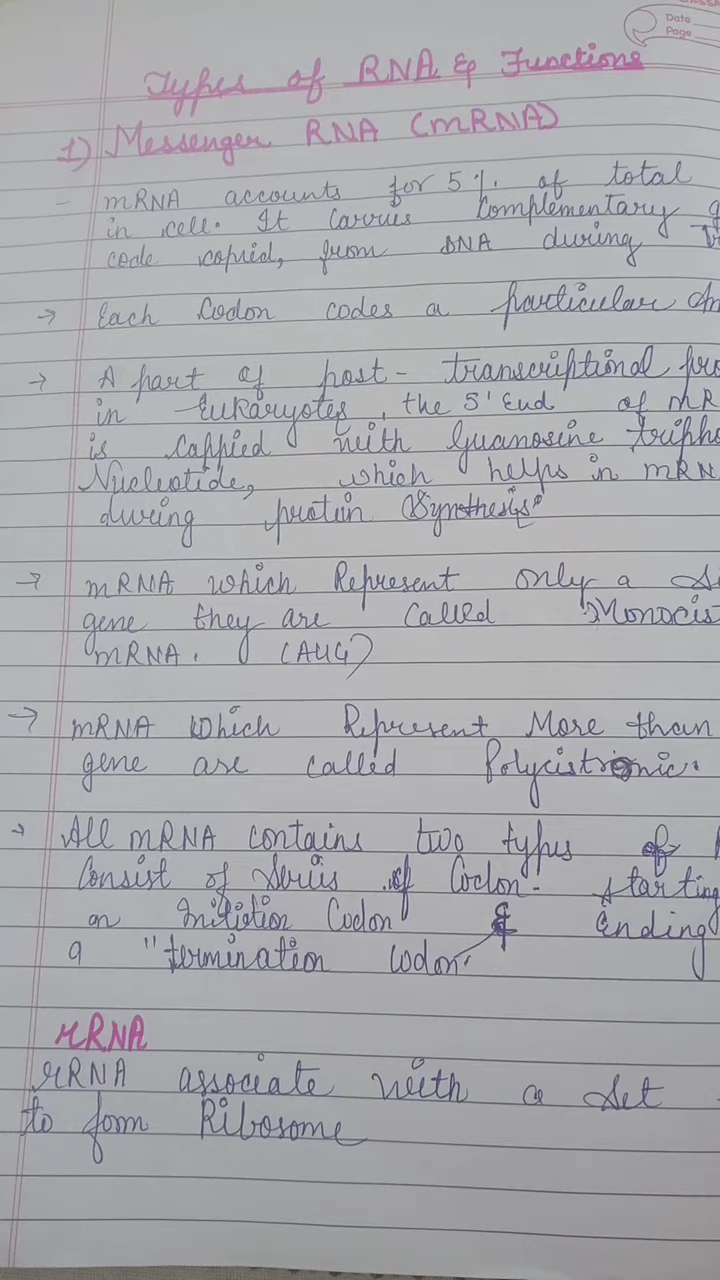 Date
Page
Types of RNA & Functions
1) Messenger RNA (mRNA)
- mRNA accounts for 5% of total
in cell. It carries complementary
code copied, from DNA during
→ Each Codon codes a particular
→ A part of post- transcriptional
in Eukaryotes, the 5' End of
is cappied with Guanosine
Nucleotide, which helps in
during protein Synthesis
→ mRNA which Represent only a
gene they are called
mRNA. (AUG)
→ mRNA which Represent More than
gene are called Polycistronic.
→ All mRNA contains two types of
Consist of Series of Codon- starting
on Initiation Codon & Ending
a "termination codon.
rRNA
rRNA associate with a Set
to form Ribosome